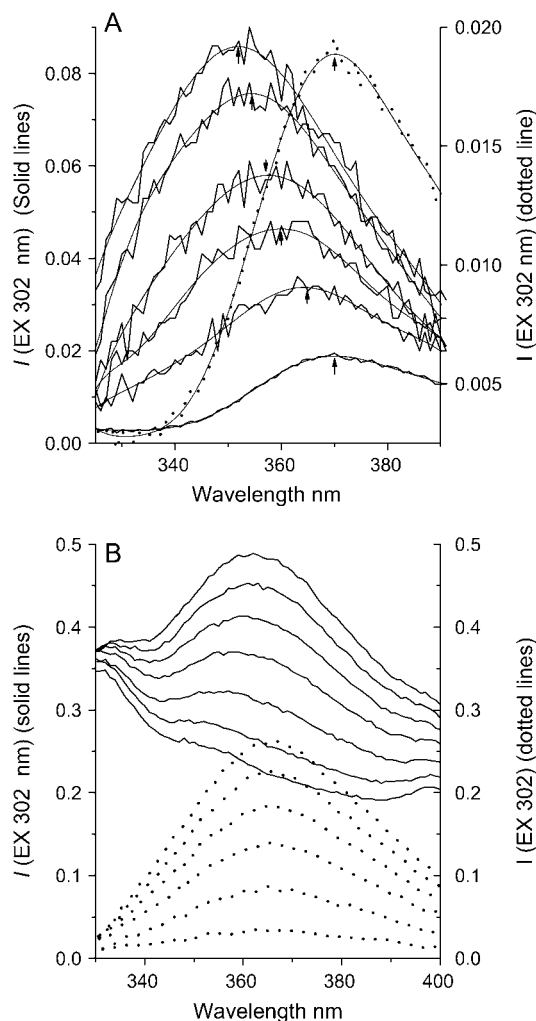 A
0.08
0.06
0.04
0.02
0.00
I (EX 302 nm) (Solid lines)
0.020
0.015
0.010
0.005
I (EX 302 nm) (dotted line)
340 360 380
Wavelength nm
B
0.5
0.4
0.3
0.2
0.1
0.0
I (EX 302 nm) (solid lines)
0.5
0.4
0.3
0.2
0.1
0.0
I (EX 302) (dotted lines)
340 360 380 400
Wavelength nm